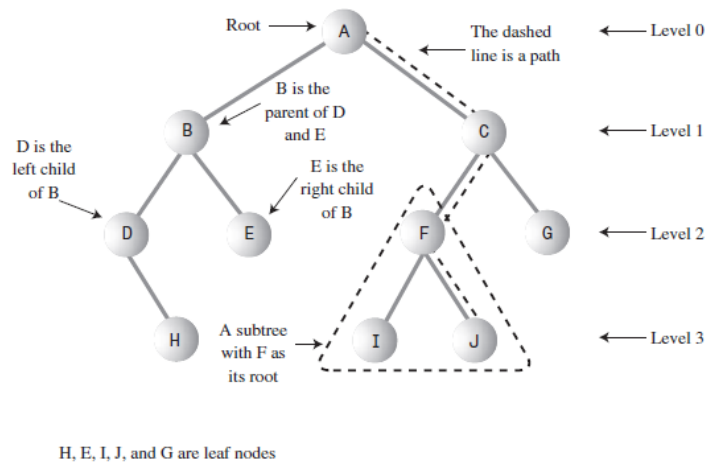 Root
A
The dashed
line is a path
Level 0
B is the
parent of D
and E
B
C
Level 1
D is the
left child
of B
E is the
right child
of B
D
E
F
G
Level 2
A subtree
with F as
its root
H
I
J
Level 3
H, E, I, J, and G are leaf nodes